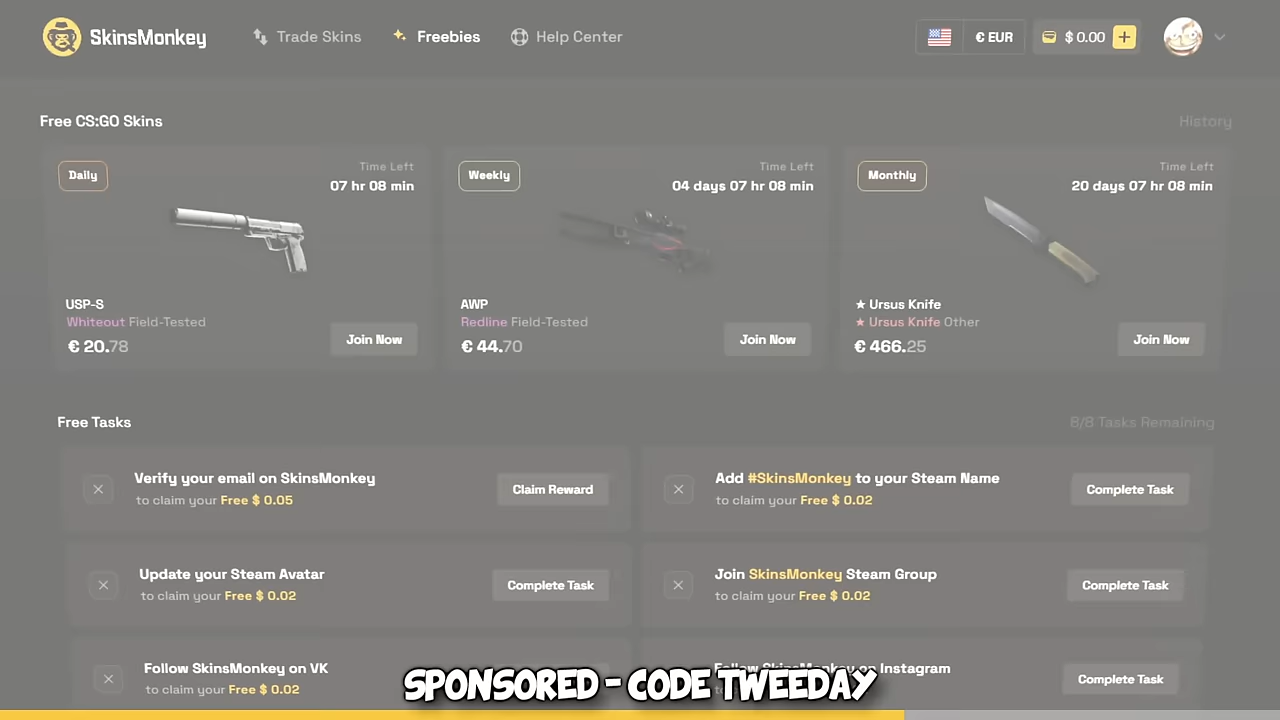 SkinsMonkey
Trade Skins
Freebies
Help Center
€ EUR
$ 0.00
Free CS:GO Skins
History
Daily
Time Left
07 hr 08 min
USP-S
Whiteout Field-Tested
€ 20.78
Join Now
Weekly
Time Left
04 days 07 hr 08 min
AWP
Redline Field-Tested
€ 44.70
Join Now
Monthly
Time Left
20 days 07 hr 08 min
★ Ursus Knife
★ Ursus Knife Other
€ 466.25
Join Now
Free Tasks
8/8 Tasks Remaining
Verify your email on SkinsMonkey
to claim your Free $ 0.05
Claim Reward
Add #SkinsMonkey to your Steam Name
to claim your Free $ 0.02
Complete Task
Update your Steam Avatar
to claim your Free $ 0.02
Complete Task
Join SkinsMonkey Steam Group
to claim your Free $ 0.02
Complete Task
Follow SkinsMonkey on VK
to claim your Free $ 0.02
Follow SkinsMonkey on Instagram
Complete Task
SPONSORED - CODE TWEEDAY